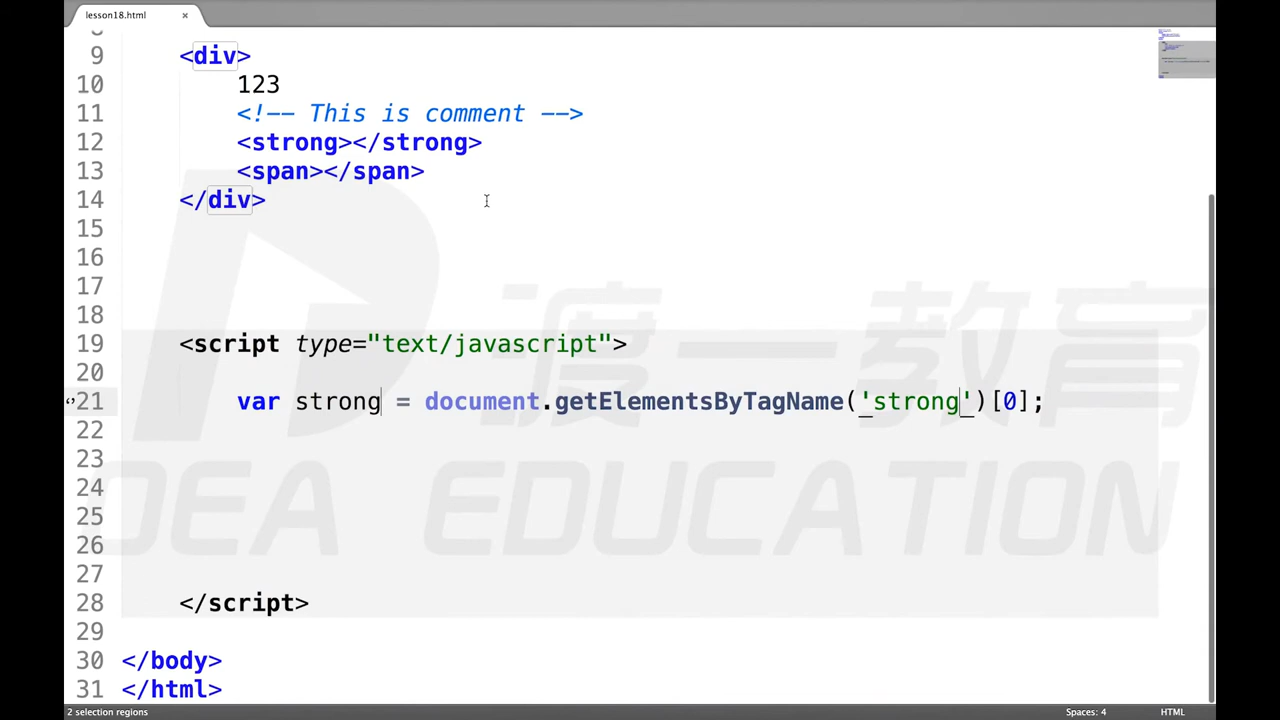 lesson18.html ×
8
9 <div>
10 123
11 <!-- This is comment -->
12 <strong></strong>
13 <span></span>
14 </div>
15
16
17
18
19 <script type="text/javascript">
20
21 var strong = document.getElementsByTagName('strong')[0];
22
23
24
25
26
27
28 </script>
29
30 </body>
31 </html>
渡一教育
IDEA EDUCATION
2 selection regions Spaces: 4 HTML